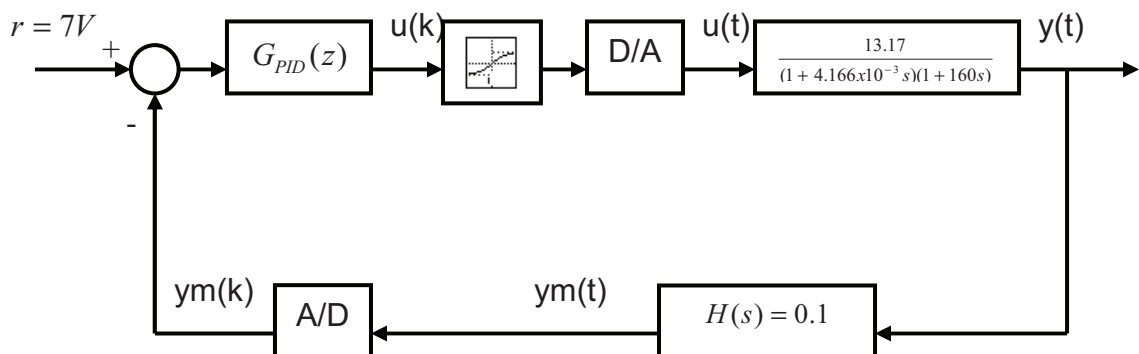 r = 7V
+
-
G_PID(z)
u(k)
D/A
u(t)
13.17
(1 + 4.166x10⁻³ s)(1 + 160s)
y(t)
ym(k)
A/D
ym(t)
H(s) = 0.1